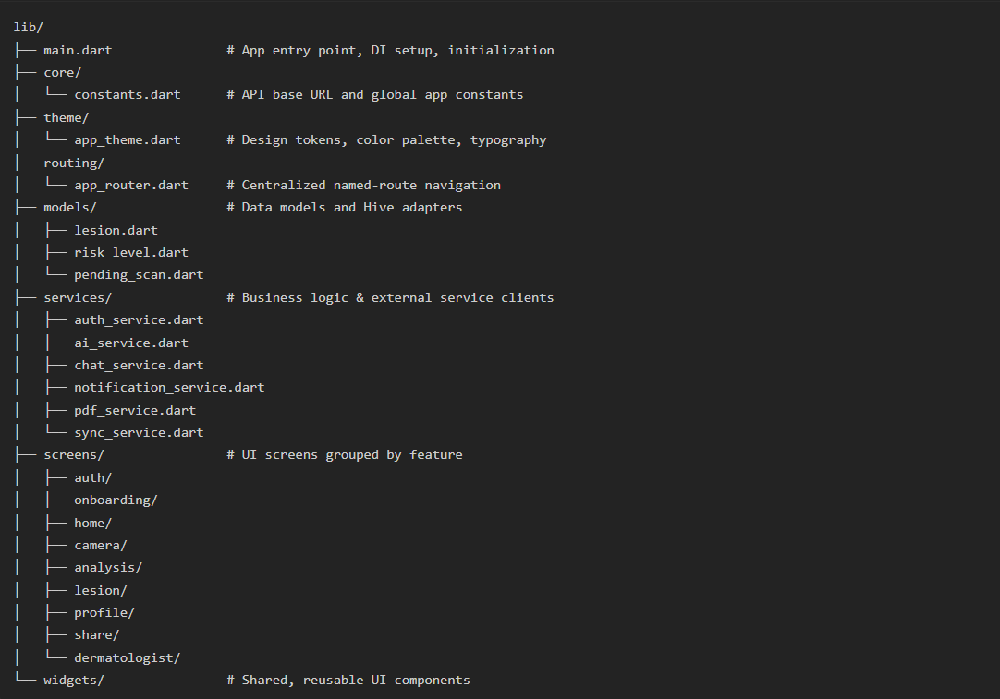 lib/
├── main.dart               # App entry point, DI setup, initialization
├── core/
│   └── constants.dart      # API base URL and global app constants
├── theme/
│   └── app_theme.dart      # Design tokens, color palette, typography
├── routing/
│   └── app_router.dart     # Centralized named-route navigation
├── models/                 # Data models and Hive adapters
│   ├── lesion.dart
│   ├── risk_level.dart
│   └── pending_scan.dart
├── services/               # Business logic & external service clients
│   ├── auth_service.dart
│   ├── ai_service.dart
│   ├── chat_service.dart
│   ├── notification_service.dart
│   ├── pdf_service.dart
│   └── sync_service.dart
├── screens/                # UI screens grouped by feature
│   ├── auth/
│   ├── onboarding/
│   ├── home/
│   ├── camera/
│   ├── analysis/
│   ├── lesion/
│   ├── profile/
│   ├── share/
│   └── dermatologist/
└── widgets/                # Shared, reusable UI components